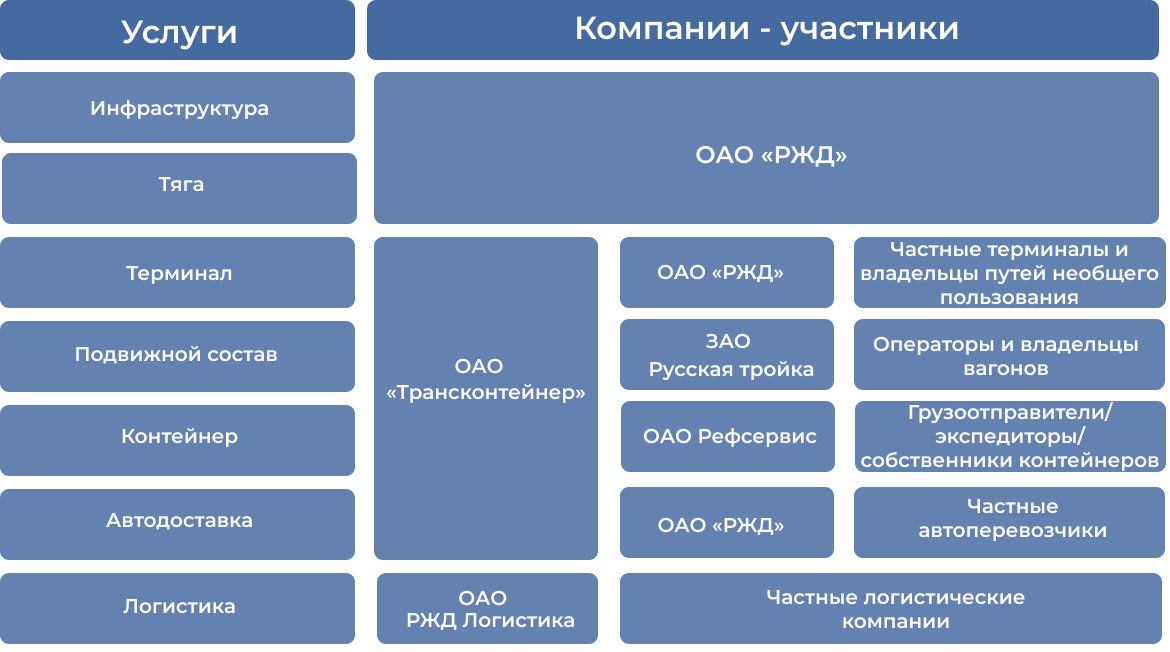 Услуги
Компании - участники
Инфраструктура
ОАО «РЖД»
Тяга
Терминал
ОАО
«Трансконтейнер»
ОАО «РЖД»
Частные терминалы и
владельцы путей необщего
пользования
Подвижной состав
ЗАО
Русская тройка
Операторы и владельцы
вагонов
Контейнер
ОАО Рефсервис
Грузоотправители/
экспедиторы/
собственники контейнеров
Автодоставка
ОАО «РЖД»
Частные
автоперевозчики
Логистика
ОАО
РЖД Логистика
Частные логистические
компании